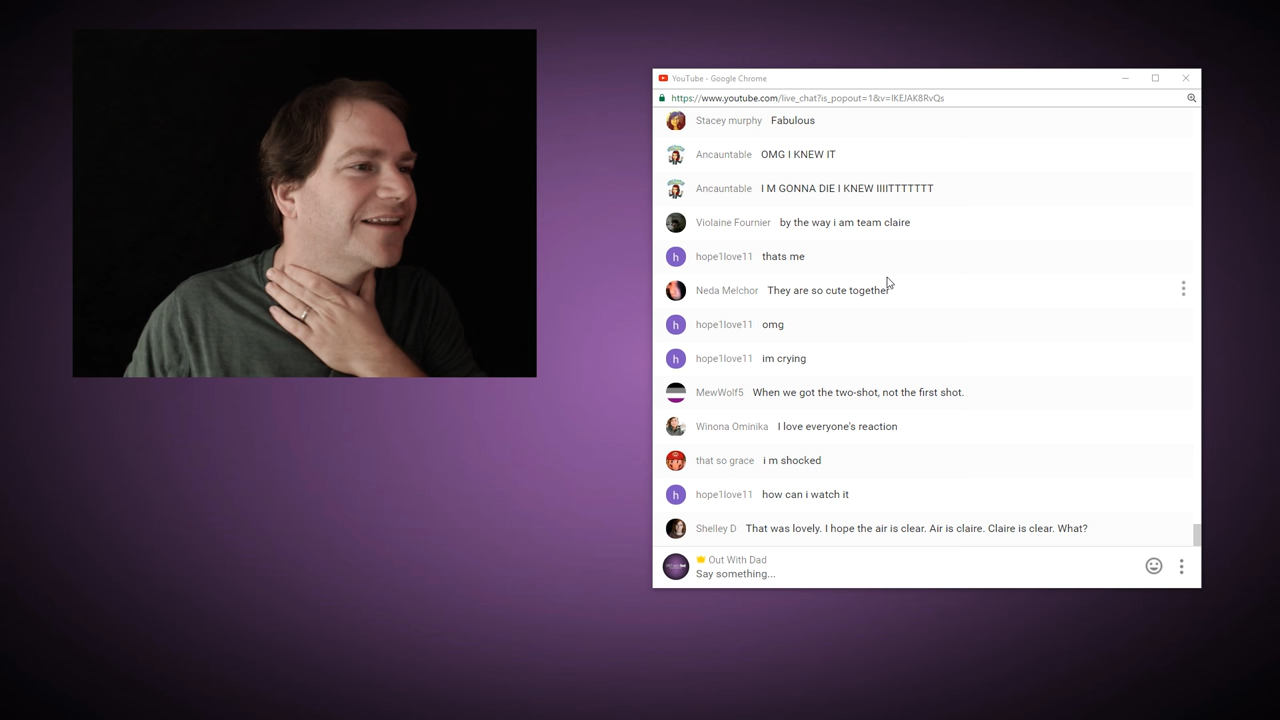 YouTube - Google Chrome
https://www.youtube.com/live_chat?is_popout=1&v=IKEJAK8RvQs
Stacey murphy Fabulous
Ancauntable OMG I KNEW IT
Ancauntable I M GONNA DIE I KNEW IIIITTTTTTT
Violaine Fournier by the way i am team claire
h hope1love11 thats me
Neda Melchor They are so cute together
h hope1love11 omg
h hope1love11 im crying
MewWolf5 When we got the two-shot, not the first shot.
Winona Ominika I love everyone's reaction
that so grace i m shocked
h hope1love11 how can i watch it
Shelley D That was lovely. I hope the air is clear. Air is claire. Claire is clear. What?
Out With Dad
Say something...